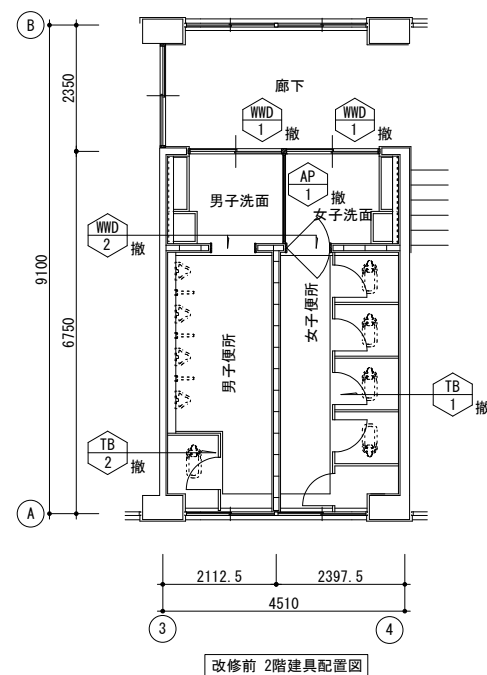 B
廊下
2350
WWD
1
撤
WWD
1
撤
AP
1
撤
男子洗面
女子洗面
WWD
2
撤
9100
6750
男子便所
女子便所
TB
1
撤
TB
2
撤
A
2112.5
2397.5
4510
3
4
改修前 2階建具配置図